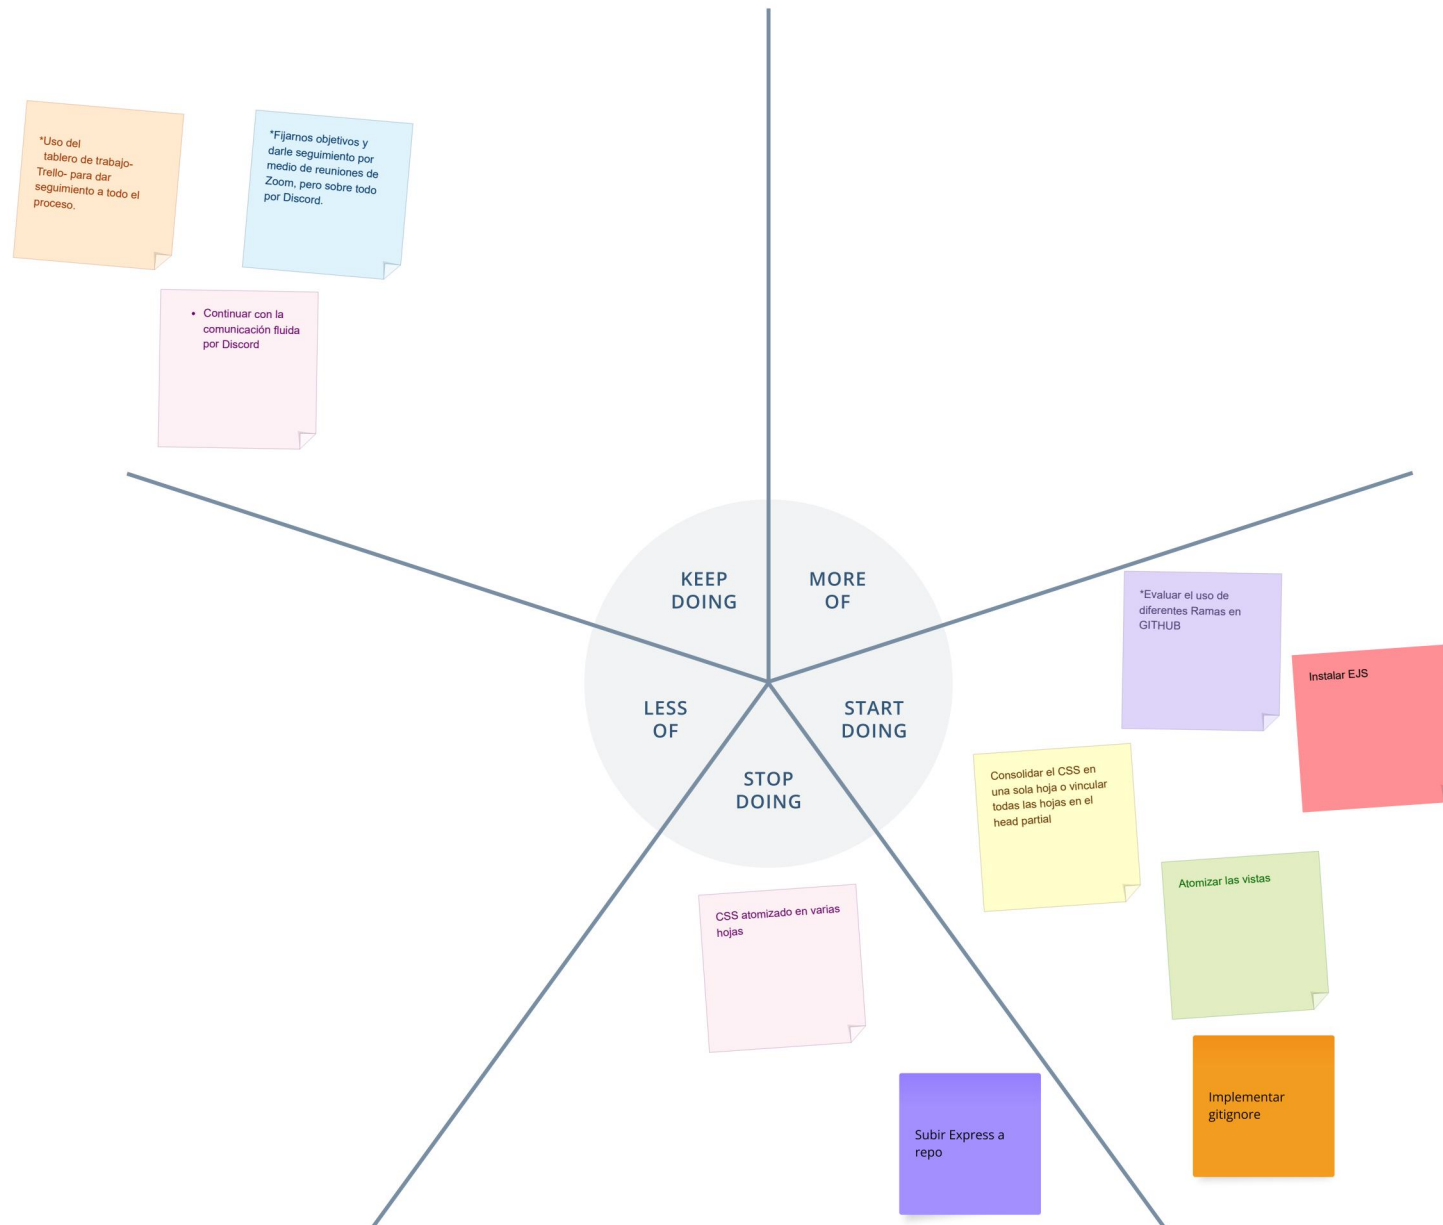 *Uso del
tablero de trabajo-
Trello- para dar
seguimiento a todo el
proceso.
*Fijarnos objetivos y
darle seguimiento por
medio de reuniones de
Zoom, pero sobre todo
por Discord.
• Continuar con la
comunicación fluida
por Discord
KEEP
DOING
MORE
OF
LESS
OF
START
DOING
STOP
DOING
*Evaluar el uso de
diferentes Ramas en
GITHUB
Instalar EJS
Consolidar el CSS en
una sola hoja o vincular
todas las hojas en el
head partial
Atomizar las vistas
CSS atomizado en varias
hojas
Implementar
gitignore
Subir Express a
repo